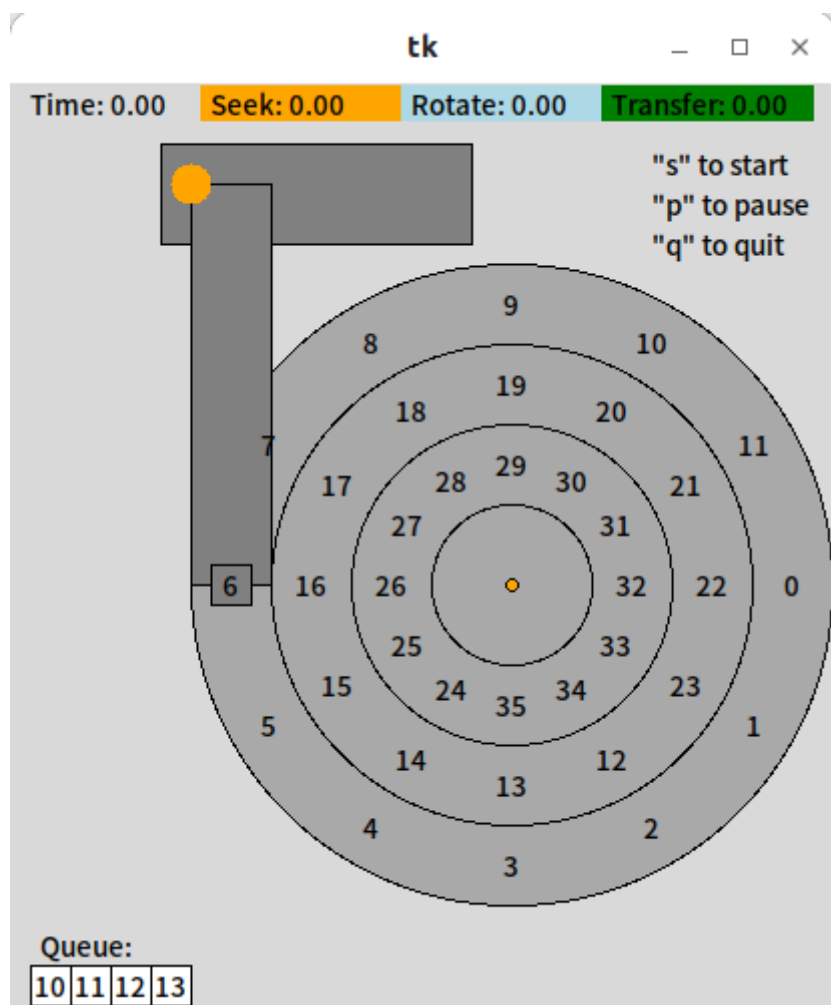 tk
Time: 0.00 Seek: 0.00 Rotate: 0.00 Transfer: 0.00
"s" to start
"p" to pause
"q" to quit
9
8 10
19
18 20
7 11
29
28 30
17 21
27 31
6 16 26 32 22 0
25 33
15 23
24 34
35
5 1
14 12
13
4 2
3
Queue:
10 11 12 13